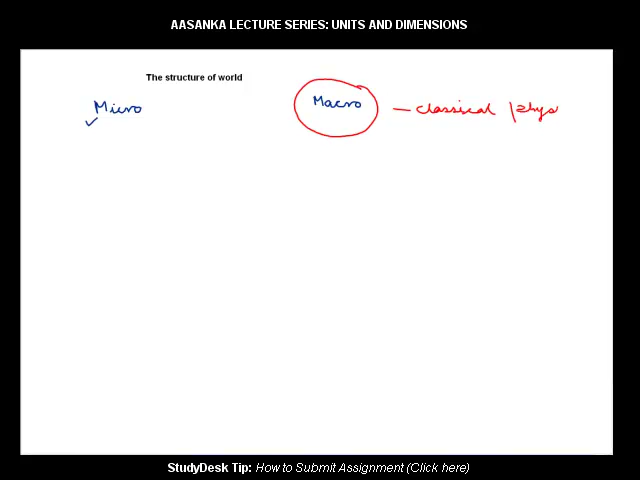 AASANKA LECTURE SERIES: UNITS AND DIMENSIONS
The structure of world
Micro Macro — classical phys
StudyDesk Tip: How to Submit Assignment (Click here)